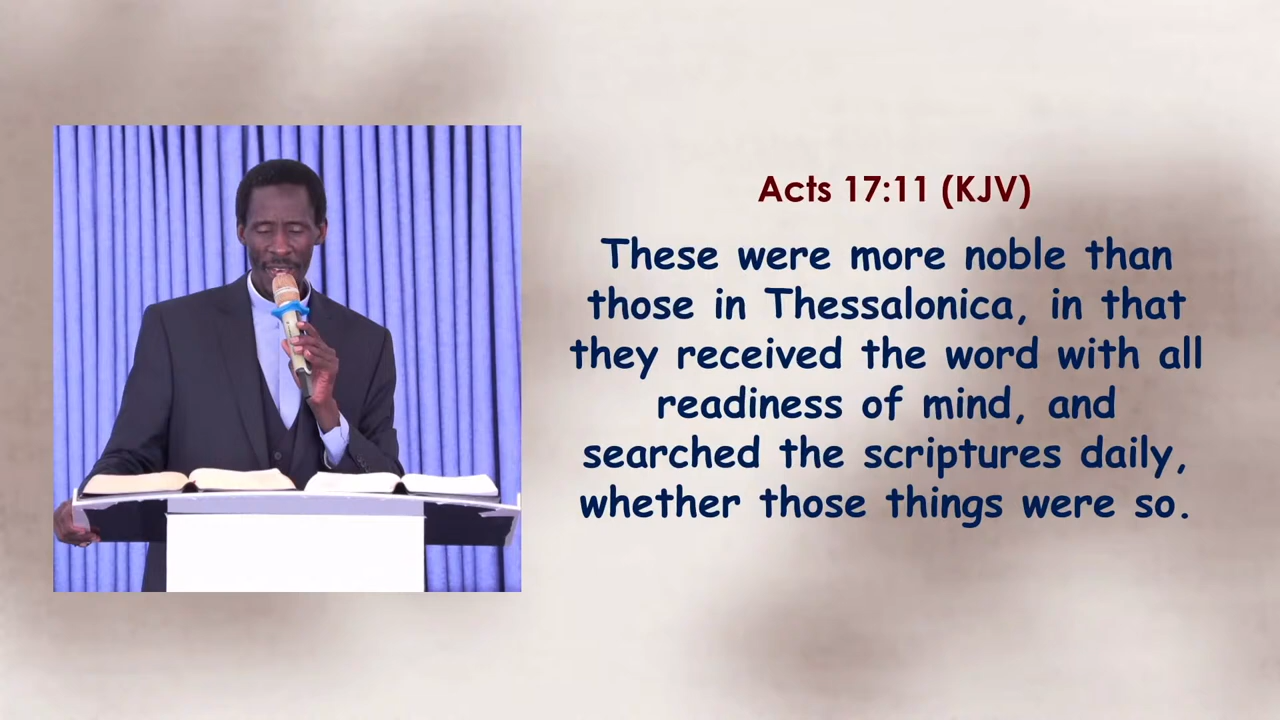 Acts 17:11 (KJV)
These were more noble than
those in Thessalonica, in that
they received the word with all
readiness of mind, and
searched the scriptures daily,
whether those things were so.